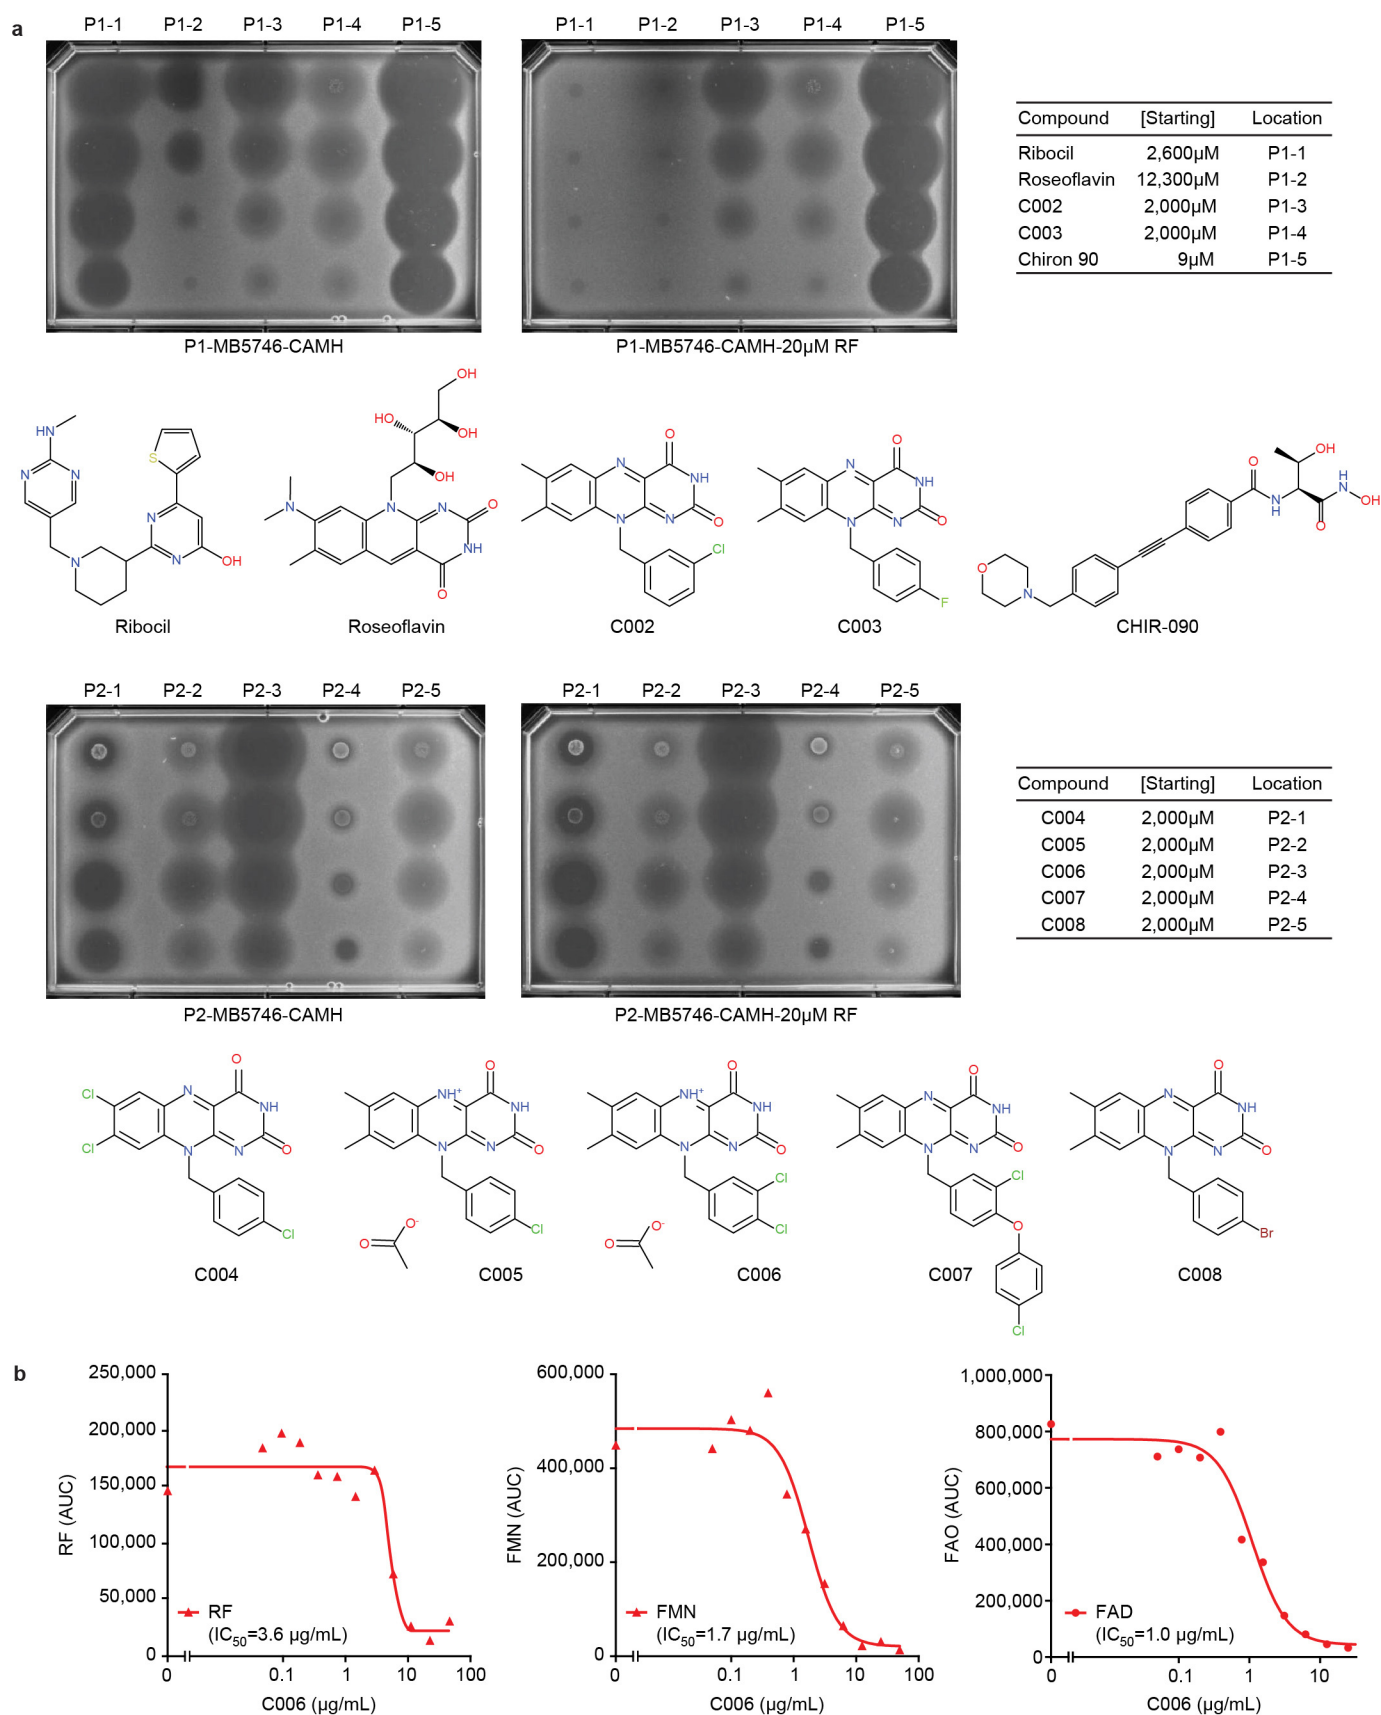 a
P1-1 P1-2 P1-3 P1-4 P1-5
P1-1 P1-2 P1-3 P1-4 P1-5
P1-MB5746-CAMH
P1-MB5746-CAMH-20µM RF
Compound [Starting] Location
Ribocil 2,600µM P1-1
Roseoflavin 12,300µM P1-2
C002 2,000µM P1-3
C003 2,000µM P1-4
Chiron 90 9µM P1-5
HN
N
N
S
N
N
N
OH
Ribocil
OH
HO
OH
OH
N
N
N
O
NH
O
Roseoflavin
O
N
NH
N
N
O
Cl
C002
O
N
NH
N
N
O
F
C003
OH
O
H
N
N
H
OH
O
O
N
CHIR-090
P2-1 P2-2 P2-3 P2-4 P2-5
P2-1 P2-2 P2-3 P2-4 P2-5
P2-MB5746-CAMH
P2-MB5746-CAMH-20µM RF
Compound [Starting] Location
C004 2,000µM P2-1
C005 2,000µM P2-2
C006 2,000µM P2-3
C007 2,000µM P2-4
C008 2,000µM P2-5
O
Cl
N
NH
Cl
N
N
O
Cl
C004
O
NH+
NH
N
N
O
Cl
O-
O
C005
O
NH+
NH
N
N
O
Cl
Cl
O-
O
C006
O
N
NH
N
N
O
Cl
O
Cl
C007
O
N
NH
N
N
O
Br
C008
b
RF (AUC)
250,000
200,000
150,000
100,000
50,000
0
RF
(IC50=3.6 µg/mL)
0 0.1 1 10 100
C006 (µg/mL)
FMN (AUC)
600,000
400,000
200,000
0
FMN
(IC50=1.7 µg/mL)
0 0.1 1 10 100
C006 (µg/mL)
FAO (AUC)
1,000,000
800,000
600,000
400,000
200,000
0
FAD
(IC50=1.0 µg/mL)
0 0.1 1 10
C006 (µg/mL)